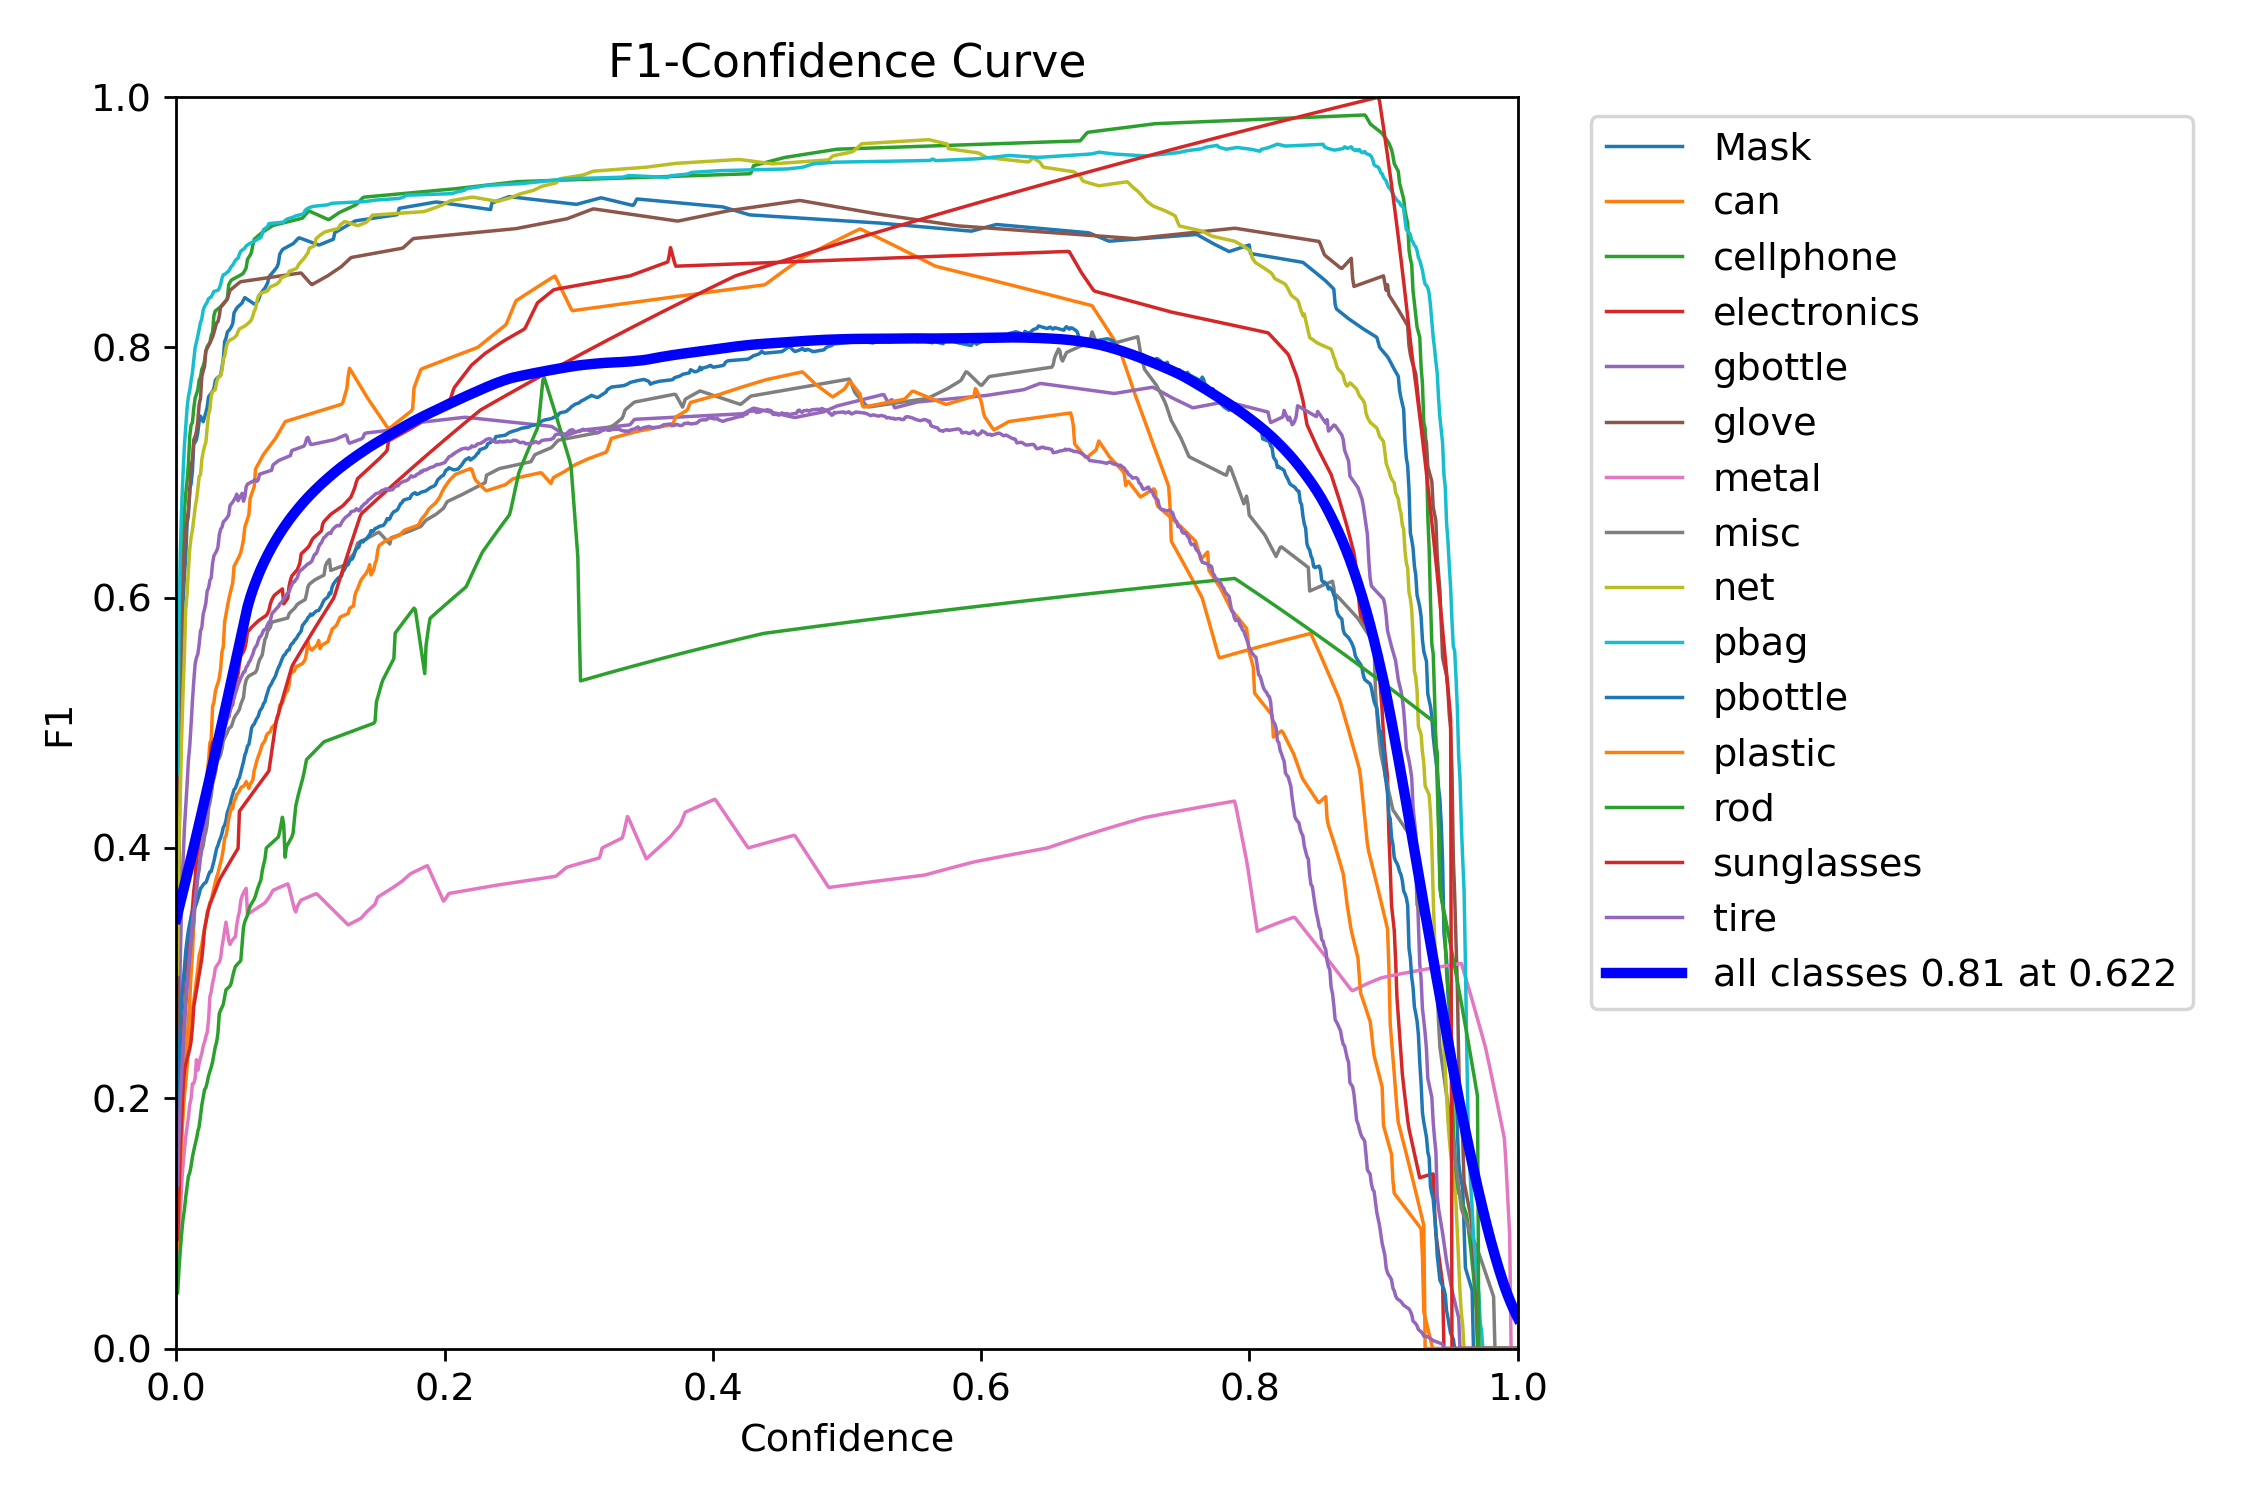 F1-Confidence Curve
1.0
0.8
0.6
0.4
0.2
0.0
F1
0.0 0.2 0.4 0.6 0.8 1.0
Confidence
Mask
can
cellphone
electronics
gbottle
glove
metal
misc
net
pbag
pbottle
plastic
rod
sunglasses
tire
all classes 0.81 at 0.622